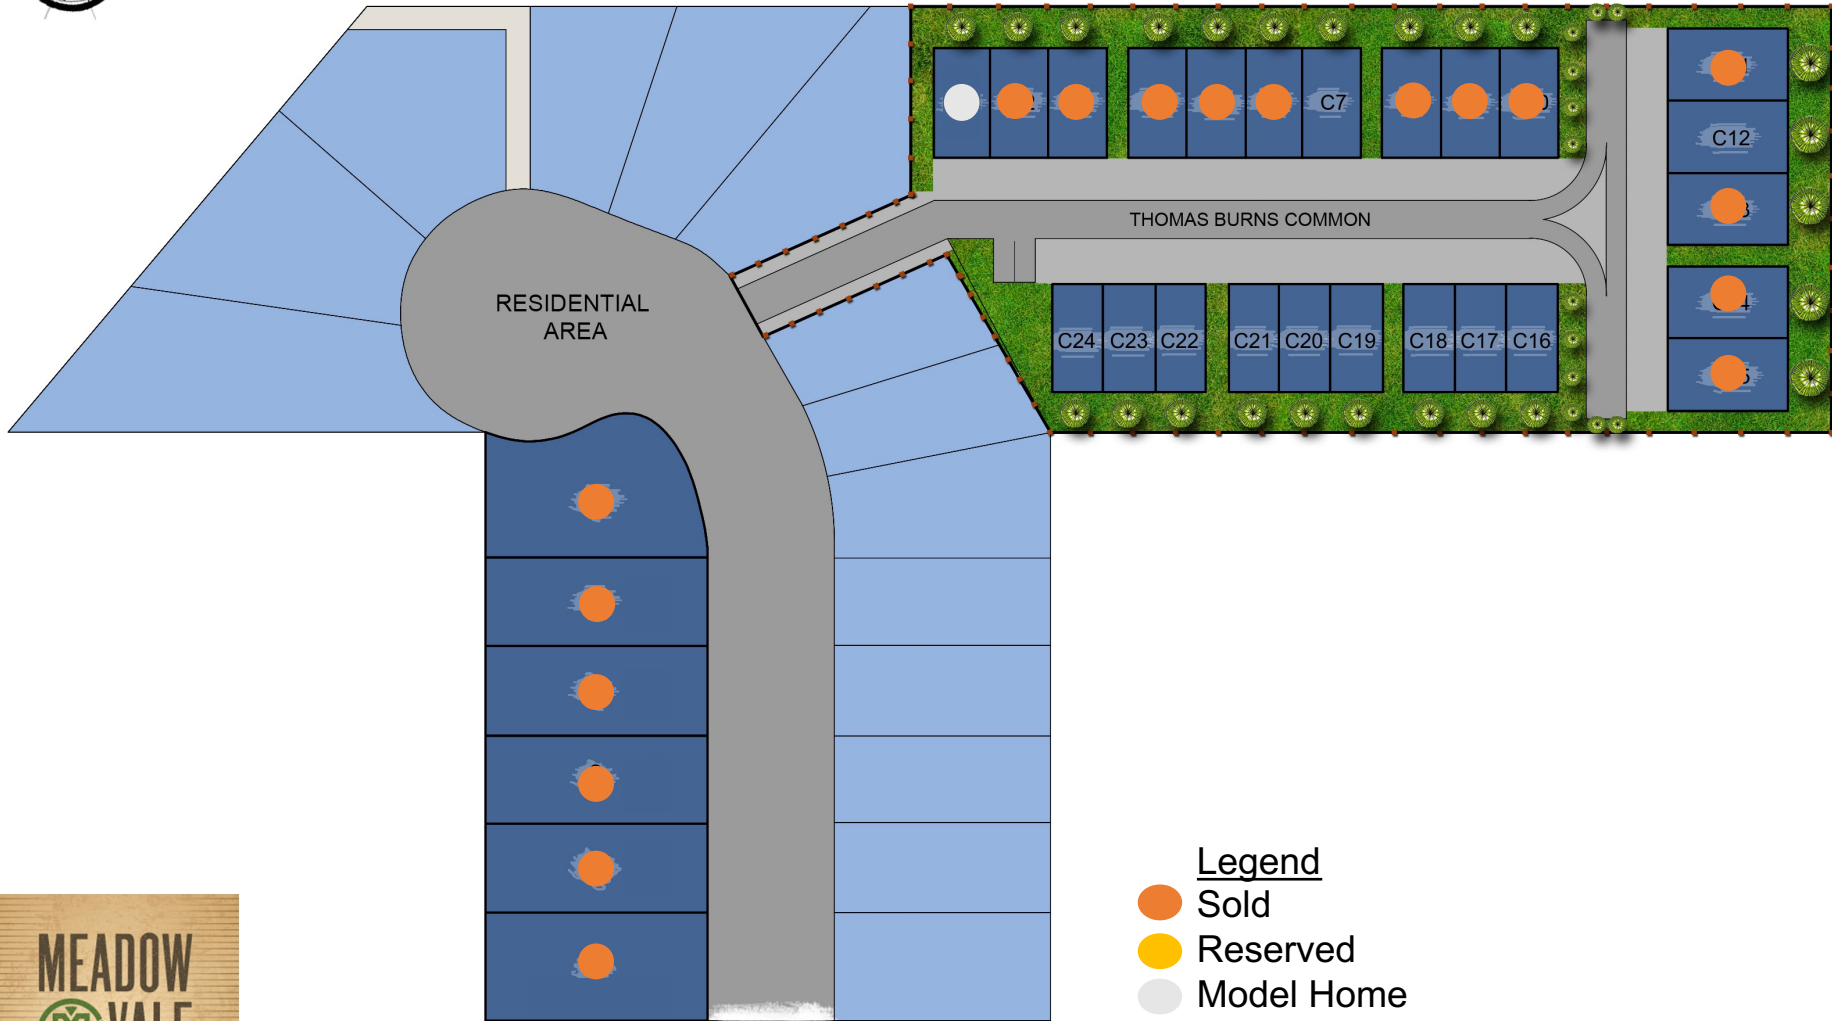 C7
C12
THOMAS BURNS COMMON
RESIDENTIAL
AREA
C24 C23 C22 C21 C20 C19 C18 C17 C16
Legend
Sold
Reserved
Model Home
MEADOW
VALE